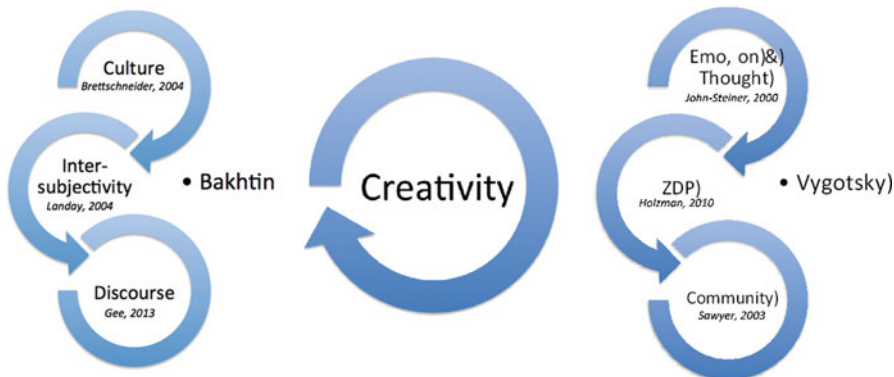 Culture
Brettschneider, 2004
Inter-
subjectivity
Landay, 2004
• Bakhtin
Discourse
Gee, 2013
Creativity
Emo, on)&)
Thought)
John-Steiner, 2000
ZDP)
Holzman, 2010
• Vygotsky)
Community)
Sawyer, 2003